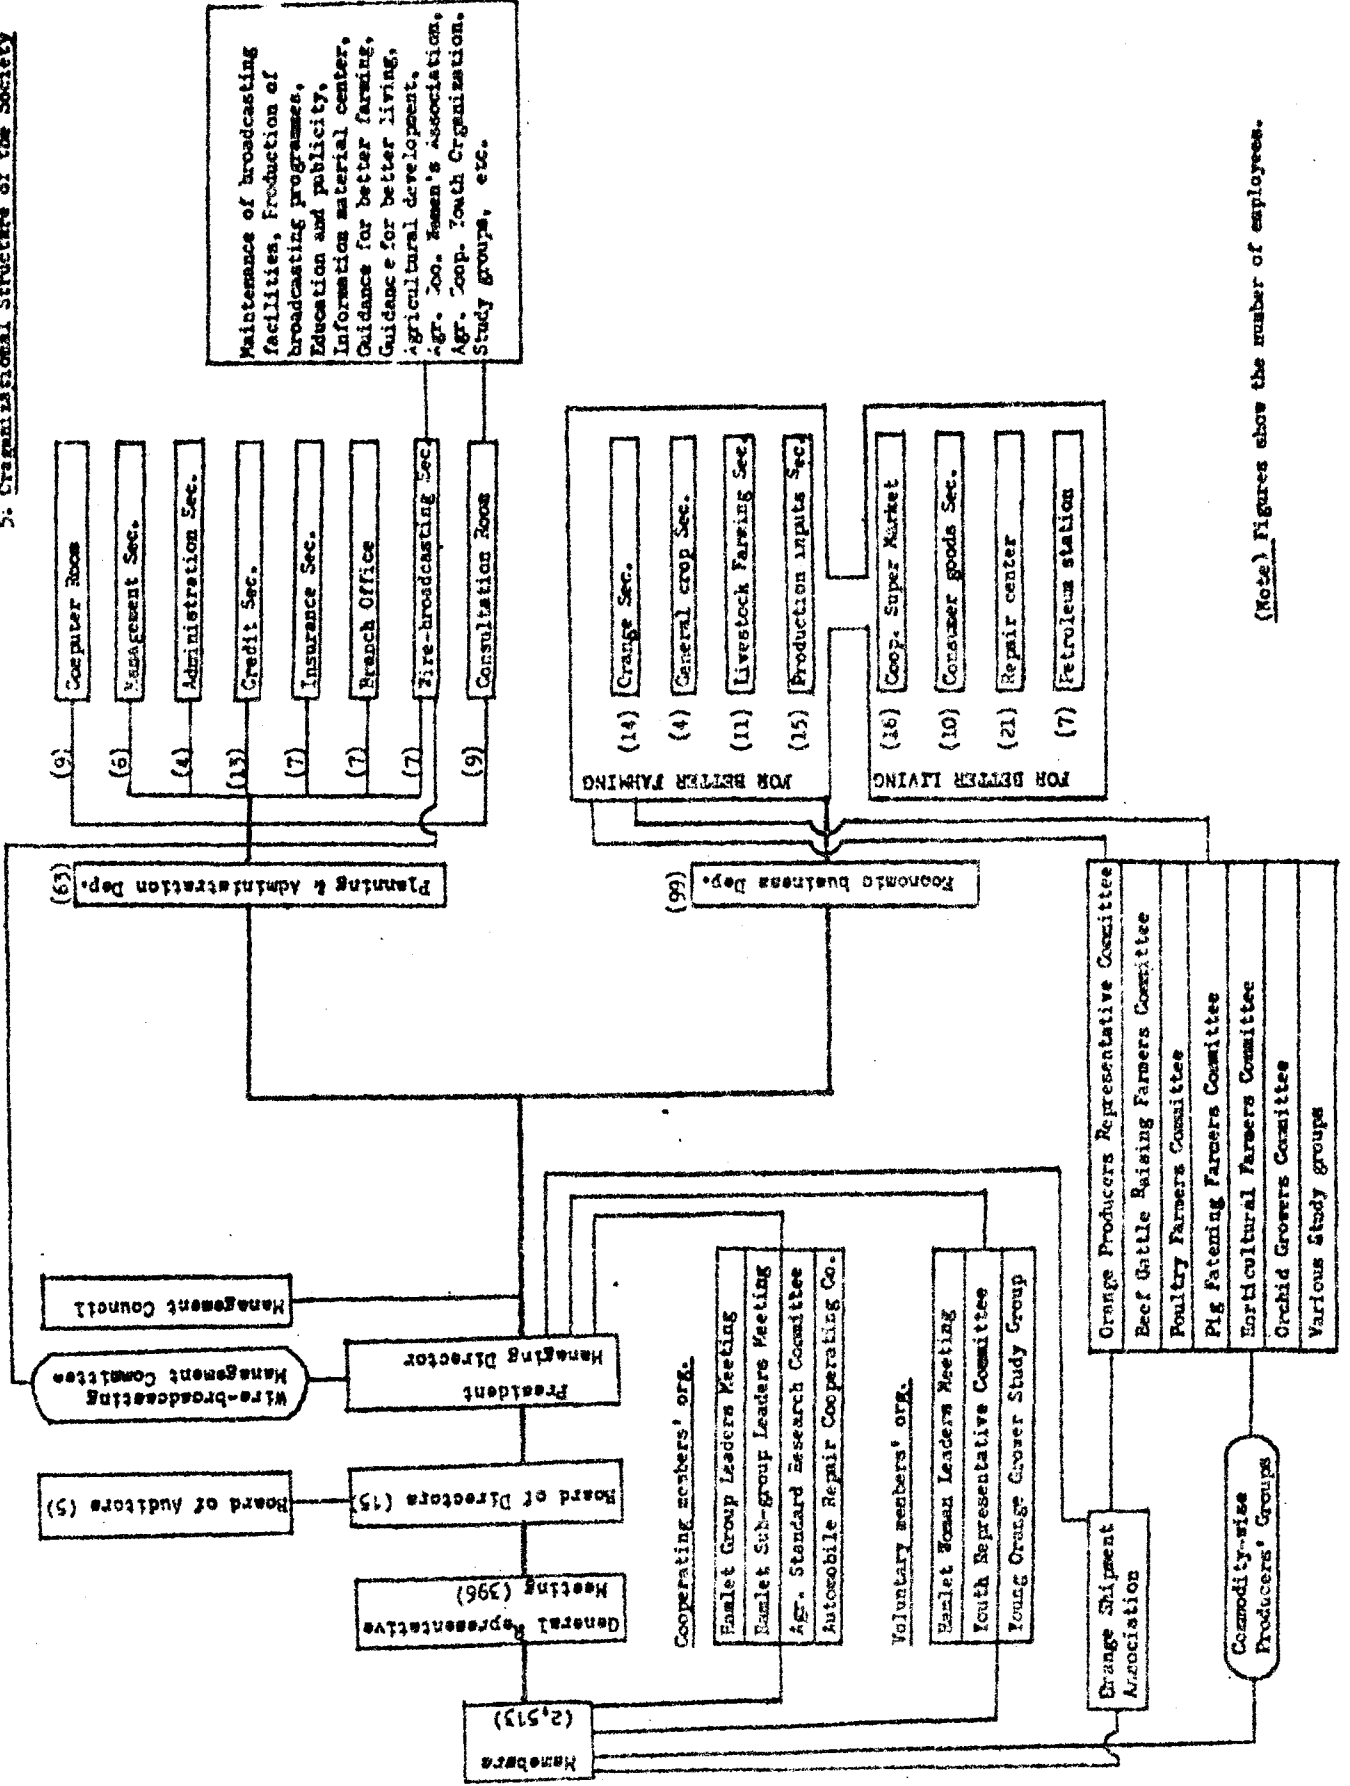 5: Oraganizational Structure of the Society
Members
(2,513)
General Representative
Meeting (396)
Board of Directors (15)
Board of Auditors (5)
President
Managing Director
Wire-broadcasting
Management Committee
Management Council
Planning & Administration Dep.
(63)
Economic business Dep.
(99)
(9) Computer Room
(6) Management Sec.
(4) Administration Sec.
(13) Credit Sec.
(7) Insurance Sec.
(7) Branch Office
(7) Wire-broadcasting Sec.
(9) Consultation Room
Maintenance of broadcasting
facilities, Production of
broadcasting programmes,
Education and publicity,
Information material center,
Guidance for better farming,
Guidance for better living,
Agricultural development.
Agr. Coo. Women's Association,
Agr. Coop. Youth Organization.
Study groups, etc.
FOR BETTER FARMING
(14) Orange Sec.
(4) General crop Sec.
(11) Livestock Farming Sec.
(15) Production inputs Sec.
FOR BETTER LIVING
(16) Coop. Super Market
(10) Consumer goods Sec.
(21) Repair center
(7) Petroleum station
Cooperating members' org.
Hamlet Group Leaders Meeting
Hamlet Sub-group Leaders Meeting
Agr. Standard Research Committee
Automobile Repair Cooperating Co.
Voluntary members' org.
Hamlet Woman Leaders Meeting
Youth Representative Committee
Young Orange Grower Study Group
Orange Shipment
Association
Commodity-wise
Producers' Groups
Orange Producers Representative Committee
Beef Cattle Raising Farmers Committee
Poultry Farmers Committee
Pig Fatening Farmers Committee
Horticultural Farmers Committee
Orchid Growers Committee
Various Study groups
(Note) Figures show the number of employees.